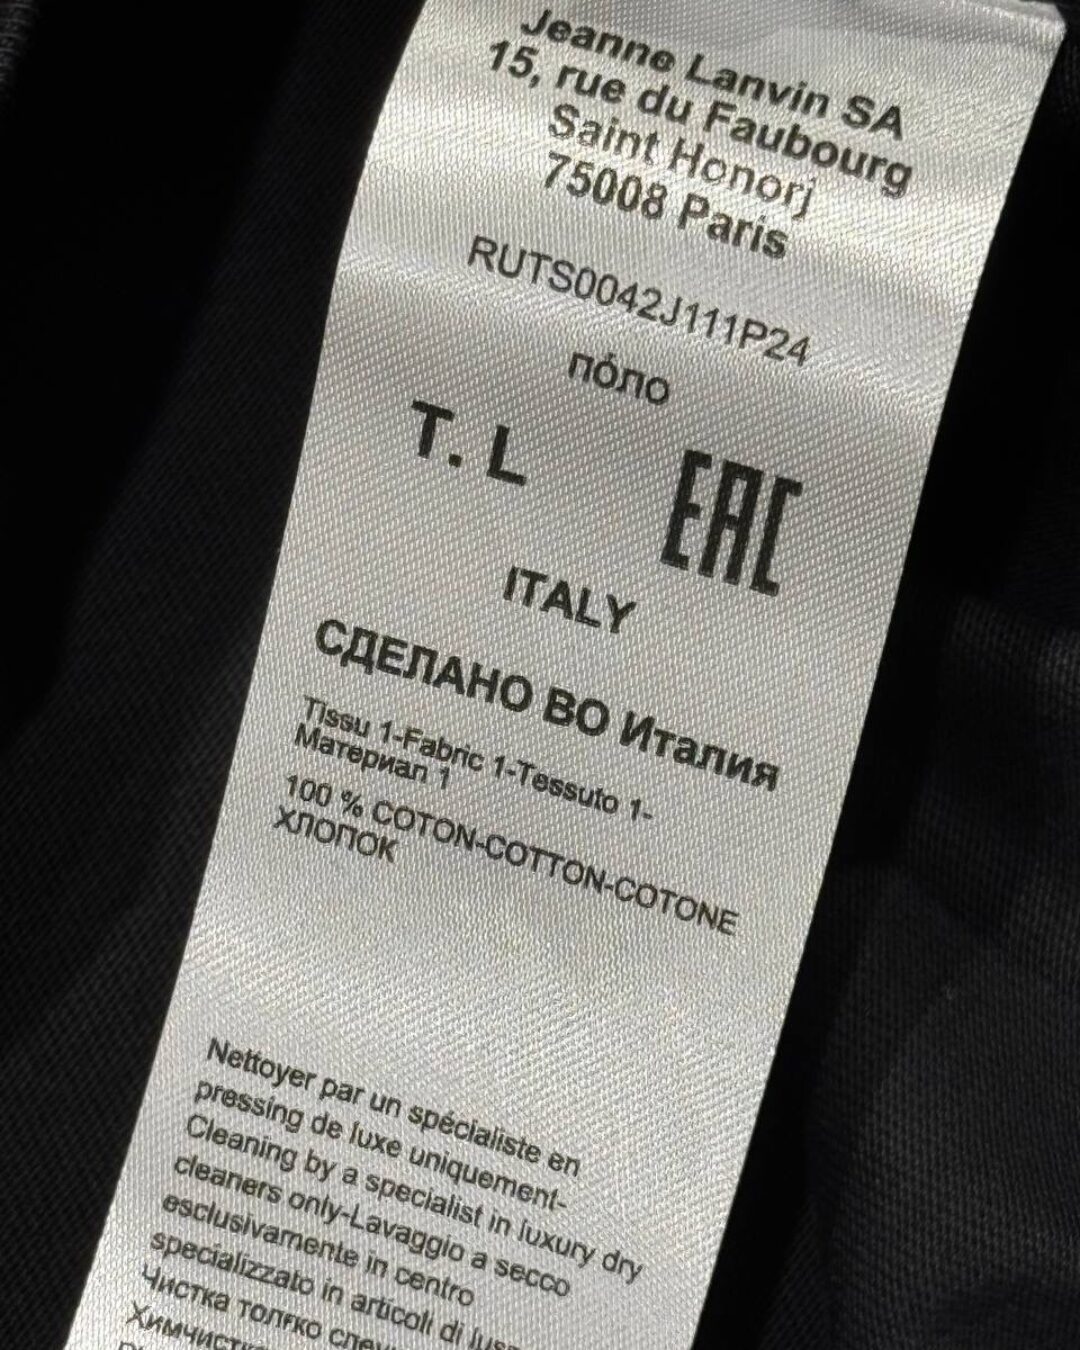 Jeanne Lanvin SA
15, rue du Faubourg
Saint Honorj
75008 Paris
RUTS0042J111P24
по́ло
T. L
EAC
ITALY
СДЕЛАНО ВО Италия
Tissu 1-Fabric 1-Tessuto 1-
Материал 1
100 % COTON-COTTON-COTONE
ХЛОПОК
Nettoyer par un spécialiste en
pressing de luxe uniquement-
Cleaning by a specialist in luxury dry
cleaners only-Lavaggio a secco
esclusivamente in centro
specializzato in articoli di
Чистка